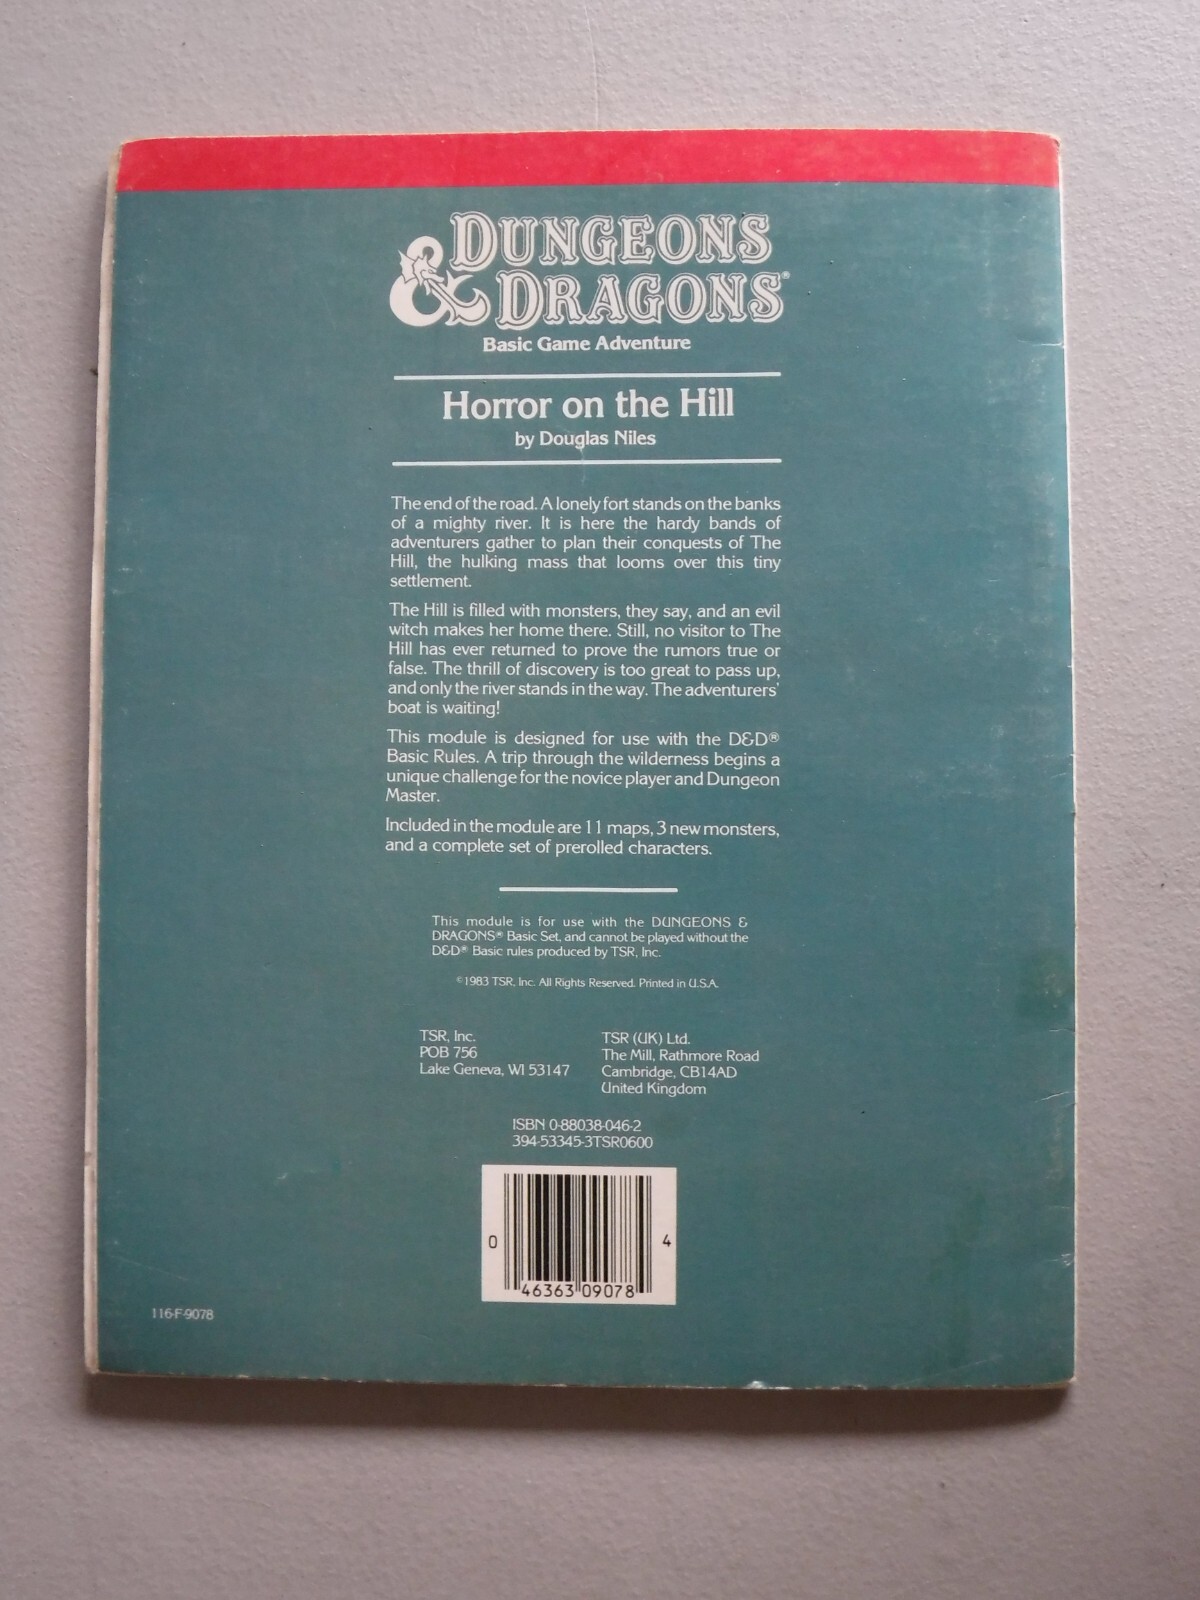 DUNGEONS
& DRAGONS®
Basic Game Adventure
Horror on the Hill
by Douglas Niles
The end of the road. A lonely fort stands on the banks
of a mighty river. It is here the hardy bands of
adventurers gather to plan their conquests of The
Hill, the hulking mass that looms over this tiny
settlement.
The Hill is filled with monsters, they say, and an evil
witch makes her home there. Still, no visitor to The
Hill has ever returned to prove the rumors true or
false. The thrill of discovery is too great to pass up,
and only the river stands in the way. The adventurers'
boat is waiting!
This module is designed for use with the D&D®
Basic Rules. A trip through the wilderness begins a
unique challenge for the novice player and Dungeon
Master.
Included in the module are 11 maps, 3 new monsters,
and a complete set of prerolled characters.
This module is for use with the DUNGEONS &
DRAGONS® Basic Set, and cannot be played without the
D&D® Basic rules produced by TSR, Inc.
©1983 TSR, Inc. All Rights Reserved. Printed in U.S.A.
TSR, Inc.
POB 756
Lake Geneva, WI 53147
TSR (UK) Ltd.
The Mill, Rathmore Road
Cambridge, CB14AD
United Kingdom
ISBN 0-88038-046-2
394-53345-3TSR0600
0 46363 09078 4
116-F-9078